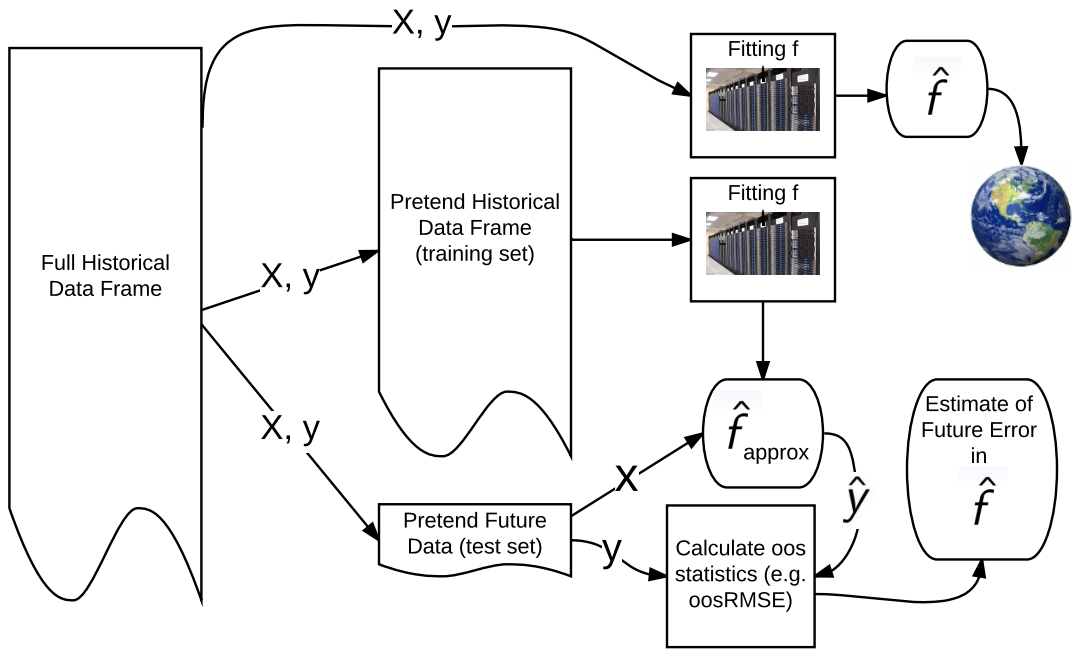 X, y
Fitting f
f̂
Full Historical
Data Frame
Pretend Historical
Data Frame
(training set)
X, y
Fitting f
X, y
f̂approx
Estimate of
Future Error
in
f̂
X
ŷ
Pretend Future
Data (test set)
y
Calculate oos
statistics (e.g.
oosRMSE)